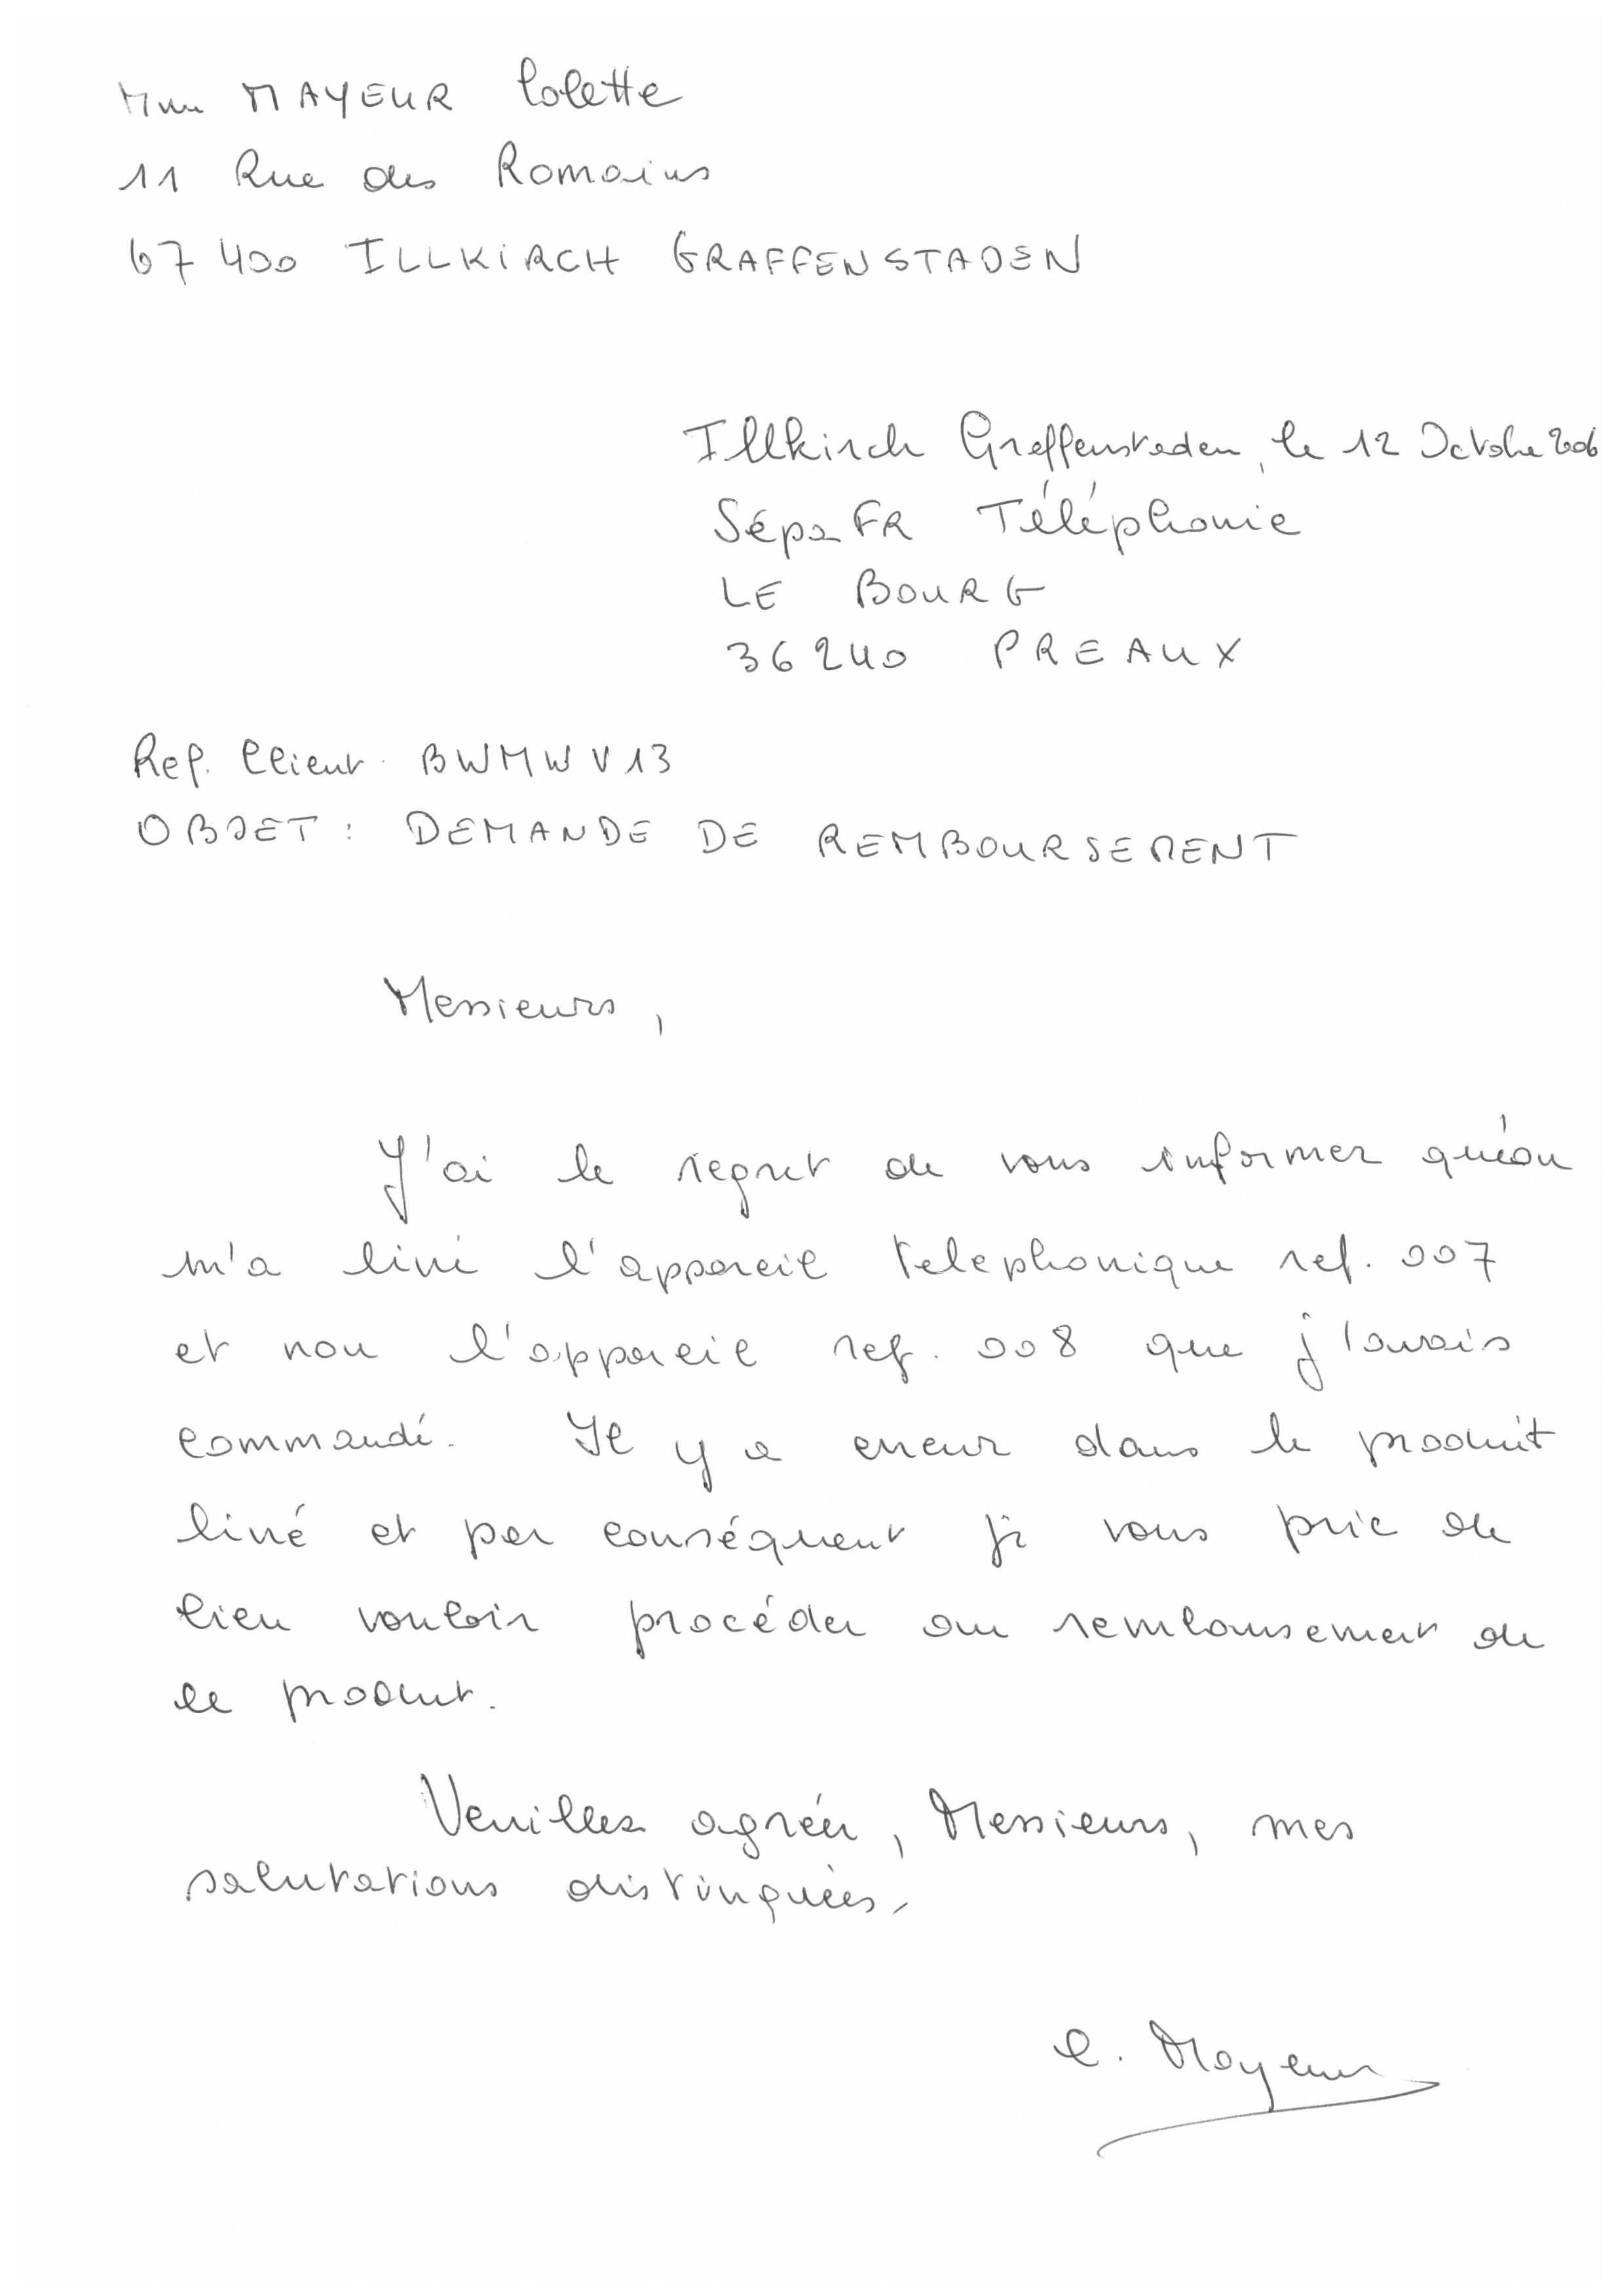 Mme MAYEUR Colette
11 Rue des Romains
67 400 ILLKIRCH GRAFFENSTADEN
Illkirch Graffenstaden, le 12 Octobre 2006
SépaFR Téléphonie
LE BOURG
36240 PREAUX
Ref. Client. BWMWV13
OBJET : DEMANDE DE REMBOURSEMENT
Messieurs,
J'ai le regret de vous informer qu'on
m'a livré l'appareil telephonique ref. 007
et non l'appareil ref. 008 que j'avais
commandé. Il y a erreur dans le produit
livré et par conséquent je vous prie de
bien vouloir procéder au remboursement de
ce produit.
Veuillez agréer, Messieurs, mes
salutations distinguées,
C. Mayeur